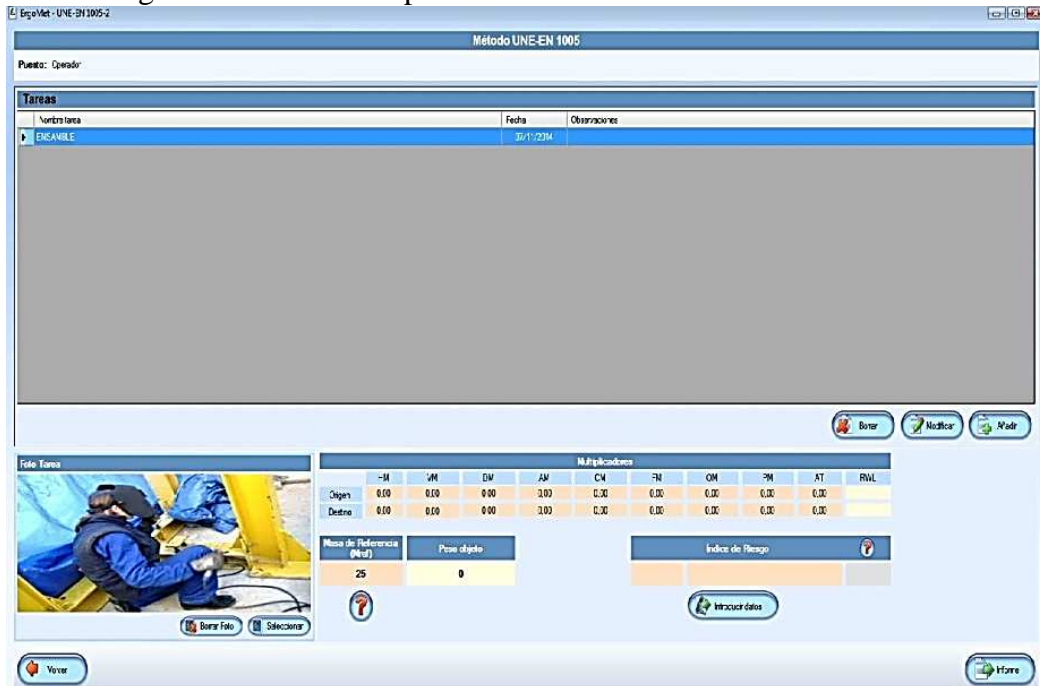 ErgoMet - UNE-EN 1005-2
Método UNE-EN 1005
Puesto: Operador
Tareas
Nombre tarea Fecha Observaciones
ENSAMBLE 07/11/2014
Borrar Modificar Añadir
Foto Tarea
Multiplicadores
HM VM DM AM CM FM OM PM AT RWL
Origen 0,00 0,00 0,00 0,00 0,00 0,00 0,00 0,00 0,00
Destino 0,00 0,00 0,00 0,00 0,00 0,00 0,00 0,00 0,00
Masa de Referencia (Mref) Peso objeto Índice de Riesgo ?
25 0
? Introducir datos
Borrar Foto Seleccionar
Volver Informe